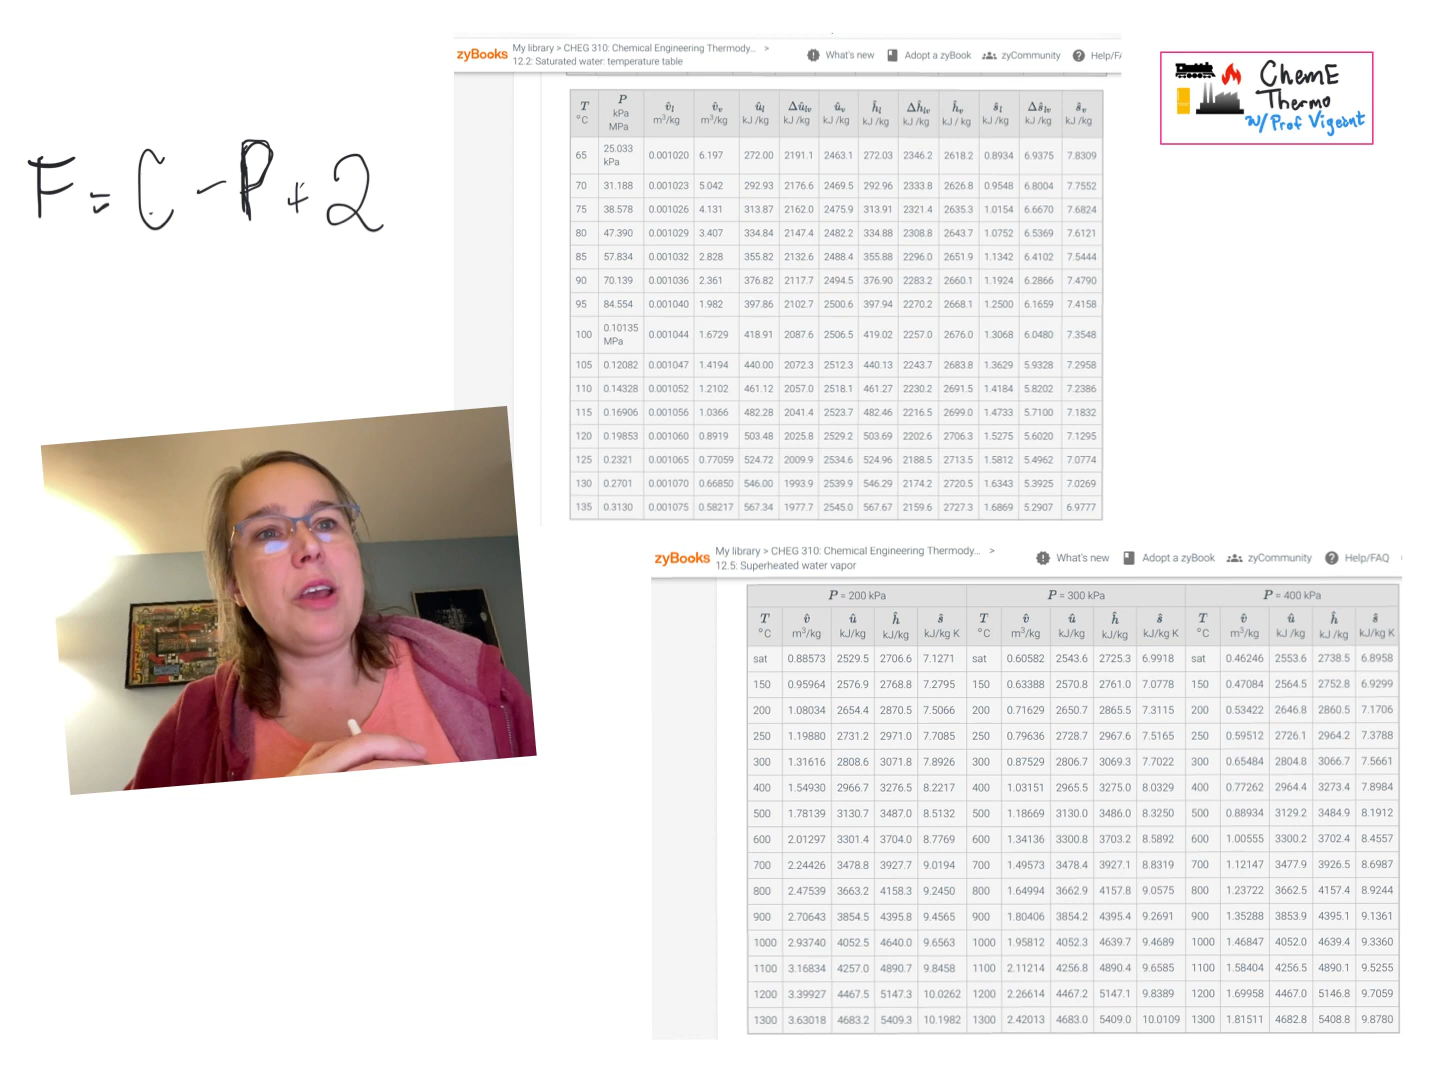 F = C - P + 2
zyBooks
My library > CHEG 310: Chemical Engineering Thermody... >
12.2: Saturated water: temperature table
What's new
Adopt a zyBook
zyCommunity
Help/FA
ChemE
Thermo
w/ Prof Vigeant
T °C P kPa MPa v̂l m³/kg v̂v m³/kg ûl kJ/kg Δûlv kJ/kg ûv kJ/kg ĥl kJ/kg Δĥlv kJ/kg ĥv kJ/kg ŝl kJ/kg Δŝlv kJ/kg ŝv kJ/kg
65 25.033 kPa 0.001020 6.197 272.00 2191.1 2463.1 272.03 2346.2 2618.2 0.8934 6.9375 7.8309
70 31.188 0.001023 5.042 292.93 2176.6 2469.5 292.96 2333.8 2626.8 0.9548 6.8004 7.7552
75 38.578 0.001026 4.131 313.87 2162.0 2475.9 313.91 2321.4 2635.3 1.0154 6.6670 7.6824
80 47.390 0.001029 3.407 334.84 2147.4 2482.2 334.88 2308.8 2643.7 1.0752 6.5369 7.6121
85 57.834 0.001032 2.828 355.82 2132.6 2488.4 355.88 2296.0 2651.9 1.1342 6.4102 7.5444
90 70.139 0.001036 2.361 376.82 2117.7 2494.5 376.90 2283.2 2660.1 1.1924 6.2866 7.4790
95 84.554 0.001040 1.982 397.86 2102.7 2500.6 397.94 2270.2 2668.1 1.2500 6.1659 7.4158
100 0.10135 MPa 0.001044 1.6729 418.91 2087.6 2506.5 419.02 2257.0 2676.0 1.3068 6.0480 7.3548
105 0.12082 0.001047 1.4194 440.00 2072.3 2512.3 440.13 2243.7 2683.8 1.3629 5.9328 7.2958
110 0.14328 0.001052 1.2102 461.12 2057.0 2518.1 461.27 2230.2 2691.5 1.4184 5.8202 7.2386
115 0.16906 0.001056 1.0366 482.28 2041.4 2523.7 482.46 2216.5 2699.0 1.4733 5.7100 7.1832
120 0.19853 0.001060 0.8919 503.48 2025.8 2529.2 503.69 2202.6 2706.3 1.5275 5.6020 7.1295
125 0.2321 0.001065 0.77059 524.72 2009.9 2534.6 524.96 2188.5 2713.5 1.5812 5.4962 7.0774
130 0.2701 0.001070 0.66850 546.00 1993.9 2539.9 546.29 2174.2 2720.5 1.6343 5.3925 7.0269
135 0.3130 0.001075 0.58217 567.34 1977.7 2545.0 567.67 2159.6 2727.3 1.6869 5.2907 6.9777
zyBooks
My library > CHEG 310: Chemical Engineering Thermody... >
12.5: Superheated water vapor
What's new
Adopt a zyBook
zyCommunity
Help/FAQ
P = 200 kPa P = 300 kPa P = 400 kPa
T °C v̂ m³/kg û kJ/kg ĥ kJ/kg ŝ kJ/kg K T °C v̂ m³/kg û kJ/kg ĥ kJ/kg ŝ kJ/kg K T °C v̂ m³/kg û kJ/kg ĥ kJ/kg ŝ kJ/kg K
sat 0.88573 2529.5 2706.6 7.1271 sat 0.60582 2543.6 2725.3 6.9918 sat 0.46246 2553.6 2738.5 6.8958
150 0.95964 2576.9 2768.8 7.2795 150 0.63388 2570.8 2761.0 7.0778 150 0.47084 2564.5 2752.8 6.9299
200 1.08034 2654.4 2870.5 7.5066 200 0.71629 2650.7 2865.5 7.3115 200 0.53422 2646.8 2860.5 7.1706
250 1.19880 2731.2 2971.0 7.7085 250 0.79636 2728.7 2967.6 7.5165 250 0.59512 2726.1 2964.2 7.3788
300 1.31616 2808.6 3071.8 7.8926 300 0.87529 2806.7 3069.3 7.7022 300 0.65484 2804.8 3066.7 7.5661
400 1.54930 2966.7 3276.5 8.2217 400 1.03151 2965.5 3275.0 8.0329 400 0.77262 2964.4 3273.4 7.8984
500 1.78139 3130.7 3487.0 8.5132 500 1.18669 3130.0 3486.0 8.3250 500 0.88934 3129.2 3484.9 8.1912
600 2.01297 3301.4 3704.0 8.7769 600 1.34136 3300.8 3703.2 8.5892 600 1.00555 3300.2 3702.4 8.4557
700 2.24426 3478.8 3927.7 9.0194 700 1.49573 3478.4 3927.1 8.8319 700 1.12147 3477.9 3926.5 8.6987
800 2.47539 3663.2 4158.3 9.2450 800 1.64994 3662.9 4157.8 9.0575 800 1.23722 3662.5 4157.4 8.9244
900 2.70643 3854.5 4395.8 9.4565 900 1.80406 3854.2 4395.4 9.2691 900 1.35288 3853.9 4395.1 9.1361
1000 2.93740 4052.5 4640.0 9.6563 1000 1.95812 4052.3 4639.7 9.4689 1000 1.46847 4052.0 4639.4 9.3360
1100 3.16834 4257.0 4890.7 9.8458 1100 2.11214 4256.8 4890.4 9.6585 1100 1.58404 4256.5 4890.1 9.5255
1200 3.39927 4467.5 5147.3 10.0262 1200 2.26614 4467.2 5147.1 9.8389 1200 1.69958 4467.0 5146.8 9.7059
1300 3.63018 4683.2 5409.3 10.1982 1300 2.42013 4683.0 5409.0 10.0109 1300 1.81511 4682.8 5408.8 9.8780